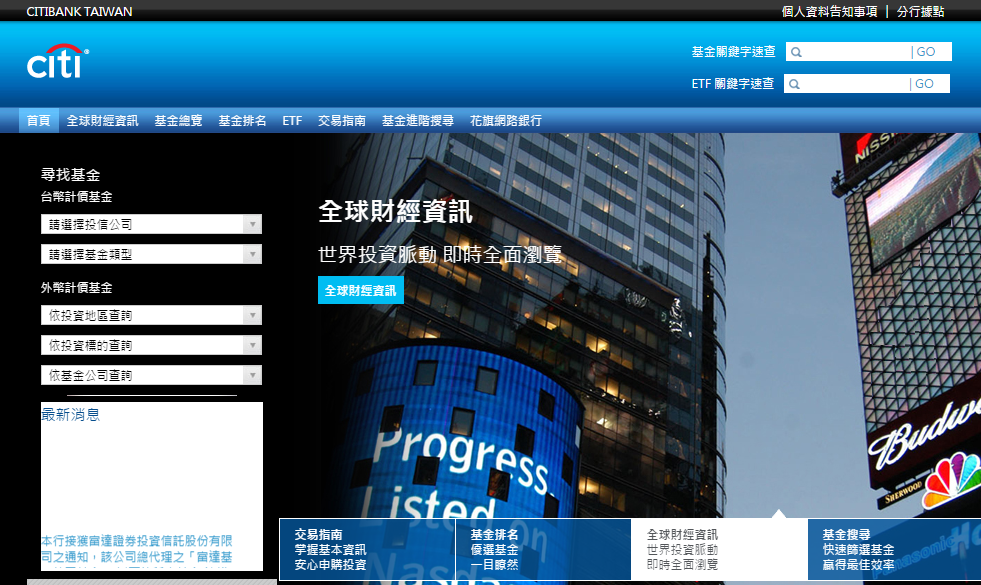 CITIBANK TAIWAN
個人資料告知事項 | 分行據點
citi®
基金關鍵字速查 | GO
ETF 關鍵字速查 | GO
首頁 全球財經資訊 基金總覽 基金排名 ETF 交易指南 基金進階搜尋 花旗網路銀行
尋找基金
台幣計價基金
請選擇投信公司
請選擇基金類型
外幣計價基金
依投資地區查詢
依投資標的查詢
依基金公司查詢
最新消息
本行接獲富達證券投資信託股份有限
司之通知，該公司總代理之「富達基
全球財經資訊
世界投資脈動 即時全面瀏覽
全球財經資訊
NISS
Progress.
Listed
on
Nasda
Budwe
SHERWOOD
Panasonic
交易指南
掌握基本資訊
安心申購投資
基金排名
優選基金
一目瞭然
全球財經資訊
世界投資脈動
即時全面瀏覽
基金搜尋
快速篩選基金
贏得最佳效率